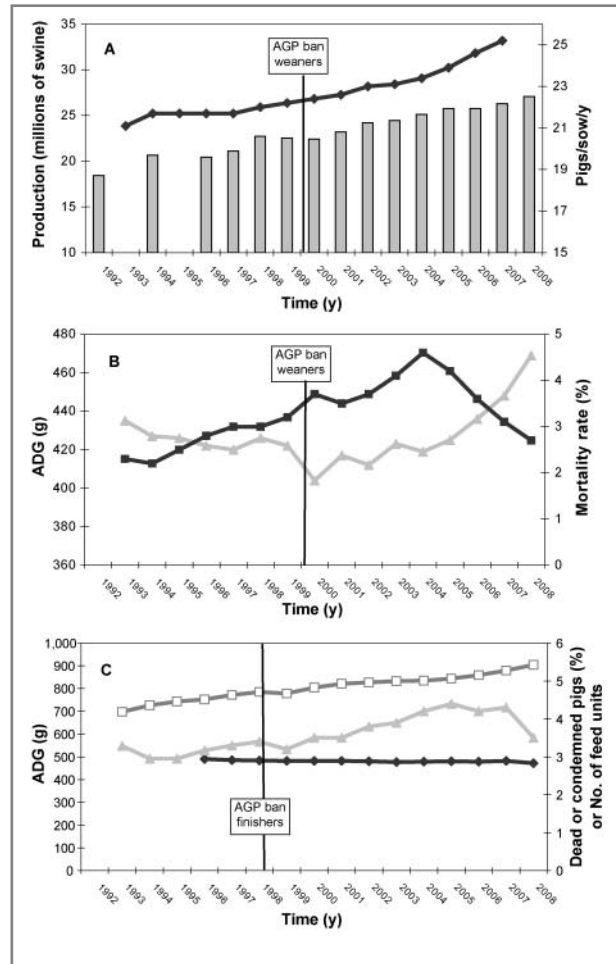 A
AGP ban
weaners
Production (millions of swine)
35
30
25
20
15
10
25
23
21
19
17
15
Pigs/sow/y
1992 1993 1994 1995 1996 1997 1998 1999 2000 2001 2002 2003 2004 2005 2006 2007 2008
Time (y)
B
AGP ban
weaners
ADG (g)
480
460
440
420
400
380
360
5
4
3
2
1
0
Mortality rate (%)
1992 1993 1994 1995 1996 1997 1998 1999 2000 2001 2002 2003 2004 2005 2006 2007 2008
Time (y)
C
ADG (g)
1,000
900
800
700
600
500
400
300
200
100
0
AGP ban
finishers
6
5
4
3
2
1
0
Dead or condemned pigs (%)
or No. of feed units
1992 1993 1994 1995 1996 1997 1998 1999 2000 2001 2002 2003 2004 2005 2006 2007 2008
Time (y)